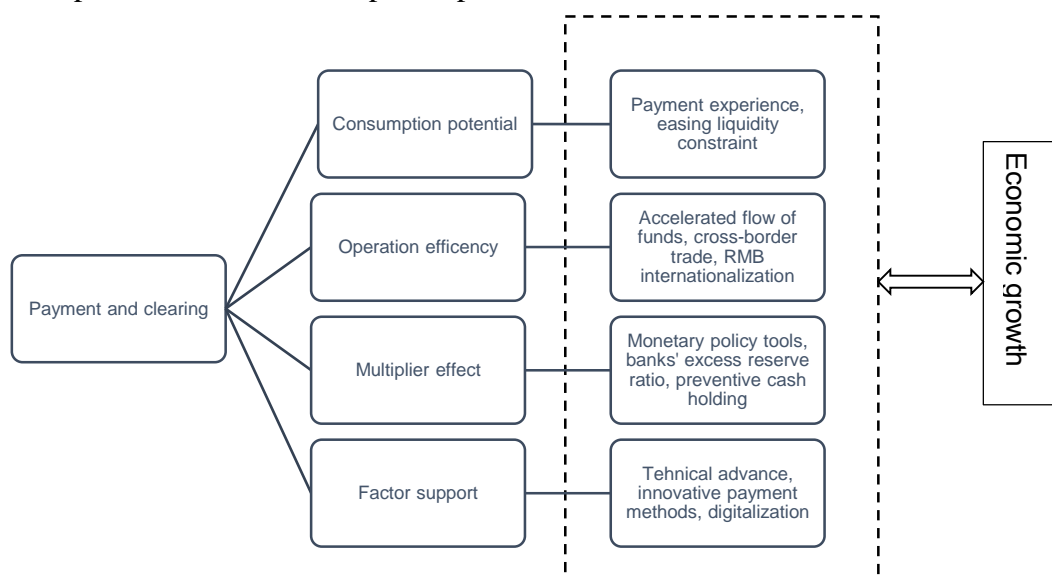 Payment and clearing
Consumption potential
Payment experience,
easing liquidity
constraint
Operation efficency
Accelerated flow of
funds, cross-border
trade, RMB
internationalization
Multiplier effect
Monetary policy tools,
banks' excess reserve
ratio, preventive cash
holding
Factor support
Tehnical advance,
innovative payment
methods, digitalization
Economic growth